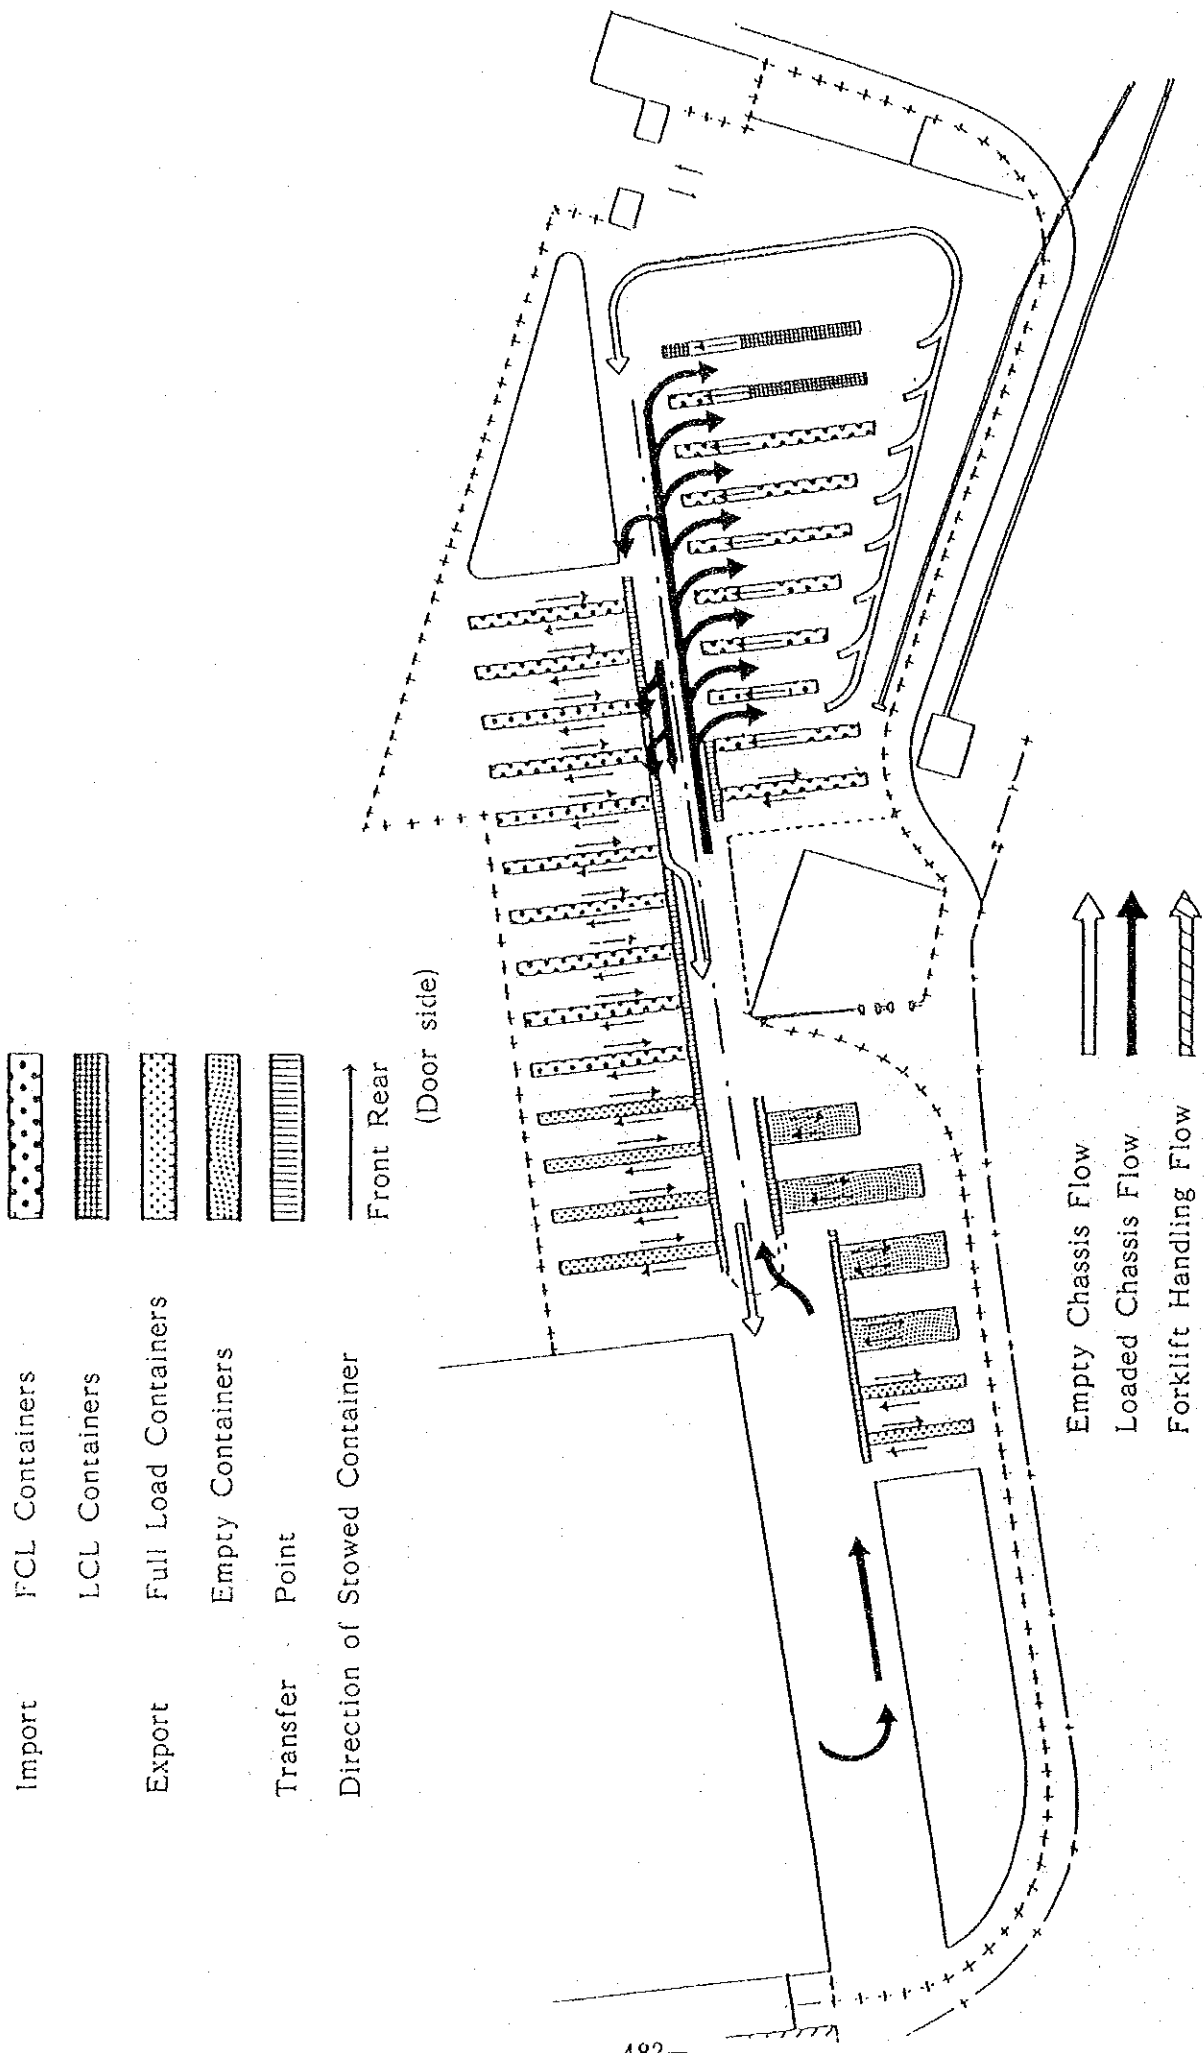 Import FCL Containers
LCL Containers
Export Full Load Containers
Empty Containers
Transfer Point
Direction of Stowed Container
Front Rear
(Door side)
Empty Chassis Flow
Loaded Chassis Flow
Forklift Handling Flow
482—